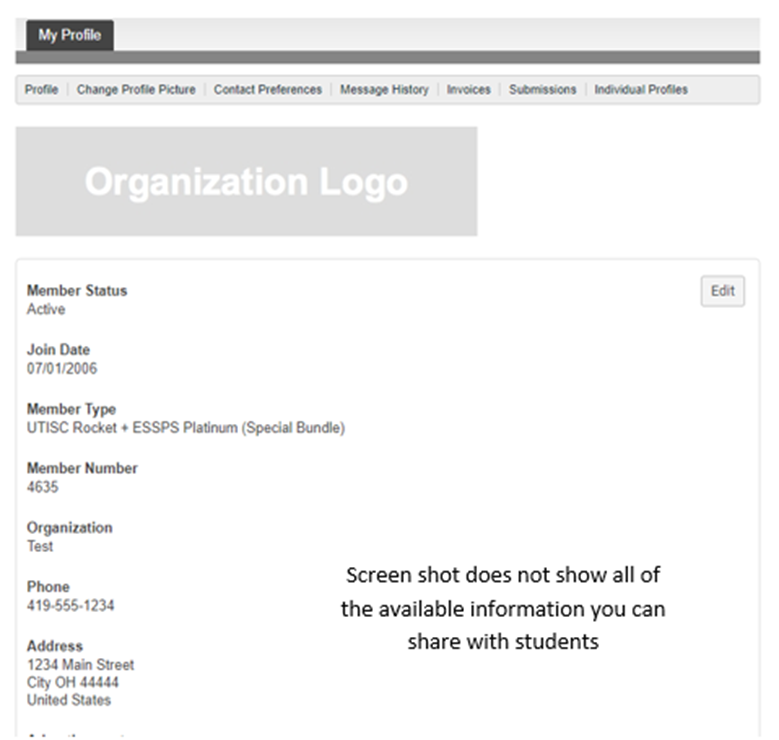 My Profile
Profile Change Profile Picture Contact Preferences Message History Invoices Submissions Individual Profiles
Organization Logo
Edit
Member Status
Active
Join Date
07/01/2006
Member Type
UTISC Rocket + ESSPS Platinum (Special Bundle)
Member Number
4635
Organization
Test
Phone
419-555-1234
Address
1234 Main Street
City OH 44444
United States
Screen shot does not show all of
the available information you can
share with students